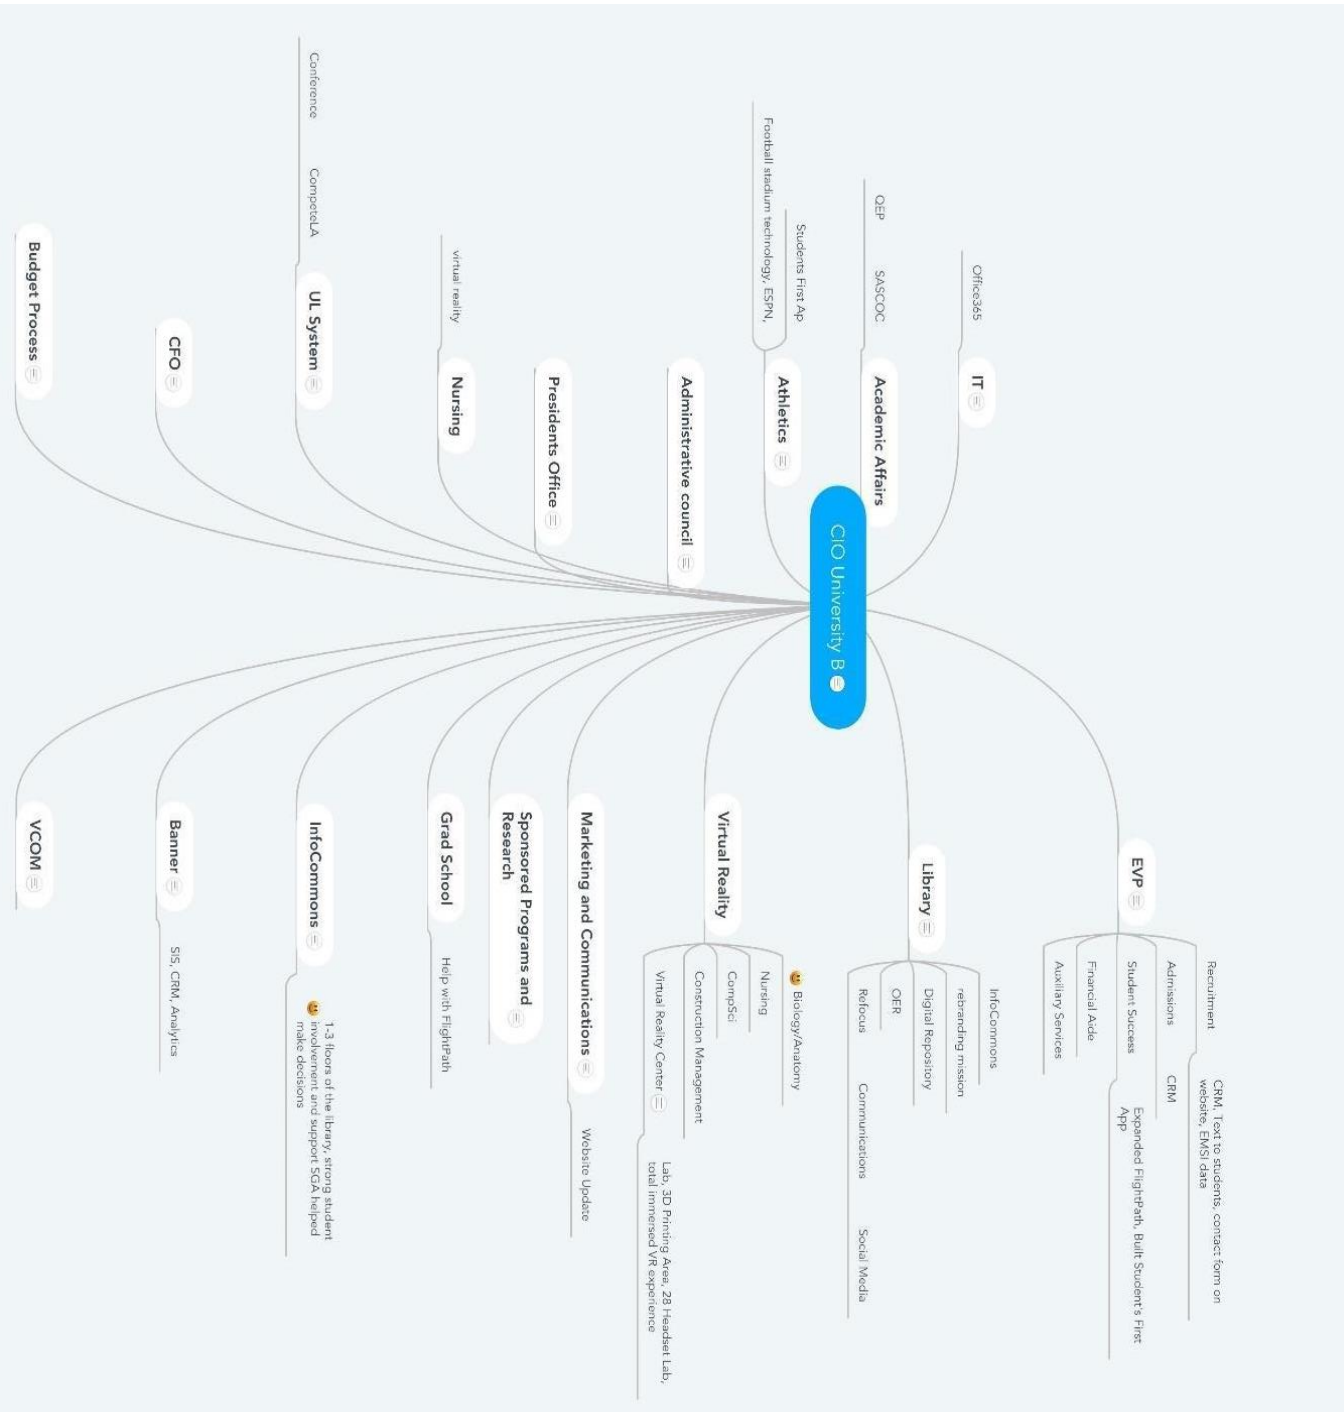 CIO University B
EVP
Recruitment
CRM, Text to students, contact form on
website, EMSI data
Admissions
CRM
Student Success
Expanded FlightPath, Built Student's First
App
Financial Aide
Auxiliary Services
Library
InfoCommons
rebranding mission
Digital Repository
OER
Refocus
Communications
Social Media
Virtual Reality
Biology/Anatomy
Nursing
CompSci
Construction Management
Virtual Reality Center
Lab, 3D Printing Area, 28 Headset Lab,
total immersed VR experience
Marketing and Communications
Website Update
Sponsored Programs and
Research
Grad School
Help with FlightPath
InfoCommons
1-3 floors of the library, strong student
involvement and support SGA helped
make decisions
Banner
SIS, CRM, Analytics
VCOM
IT
Office365
Academic Affairs
SASCOC
QEP
Athletics
Students First Ap
Football stadium technology, ESPN,
Administrative council
Presidents Office
Nursing
virtual reality
UL System
CompeteLA
Conference
CFO
Budget Process